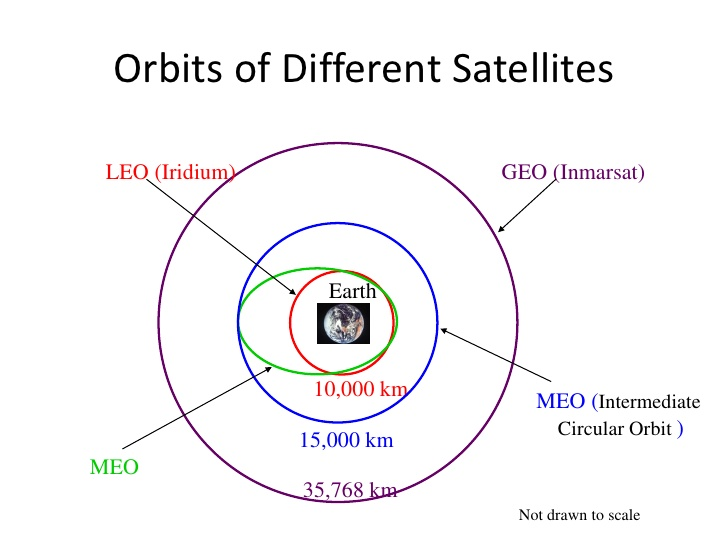 Orbits of Different Satellites
LEO (Iridium)
GEO (Inmarsat)
Earth
10,000 km
MEO (Intermediate
Circular Orbit )
15,000 km
MEO
35,768 km
Not drawn to scale